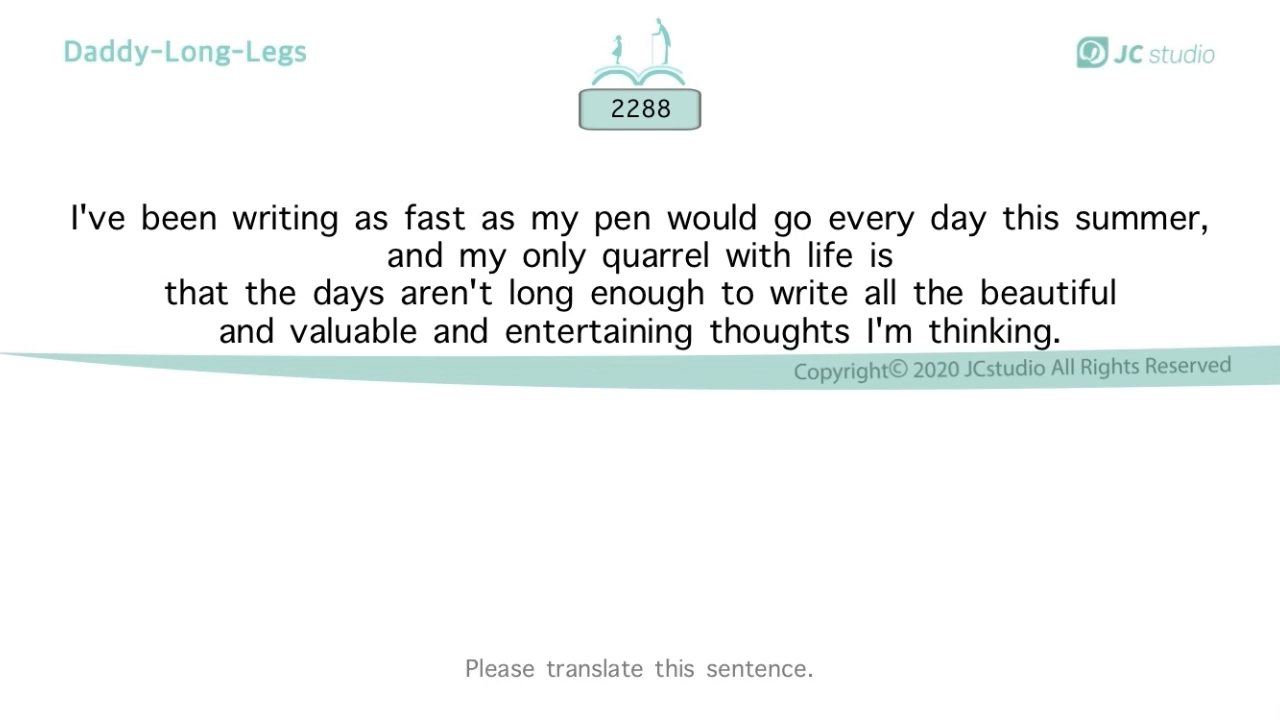 Daddy-Long-Legs
JC studio
2288
I've been writing as fast as my pen would go every day this summer,
and my only quarrel with life is
that the days aren't long enough to write all the beautiful
and valuable and entertaining thoughts I'm thinking.
Copyright© 2020 JCstudio All Rights Reserved
Please translate this sentence.